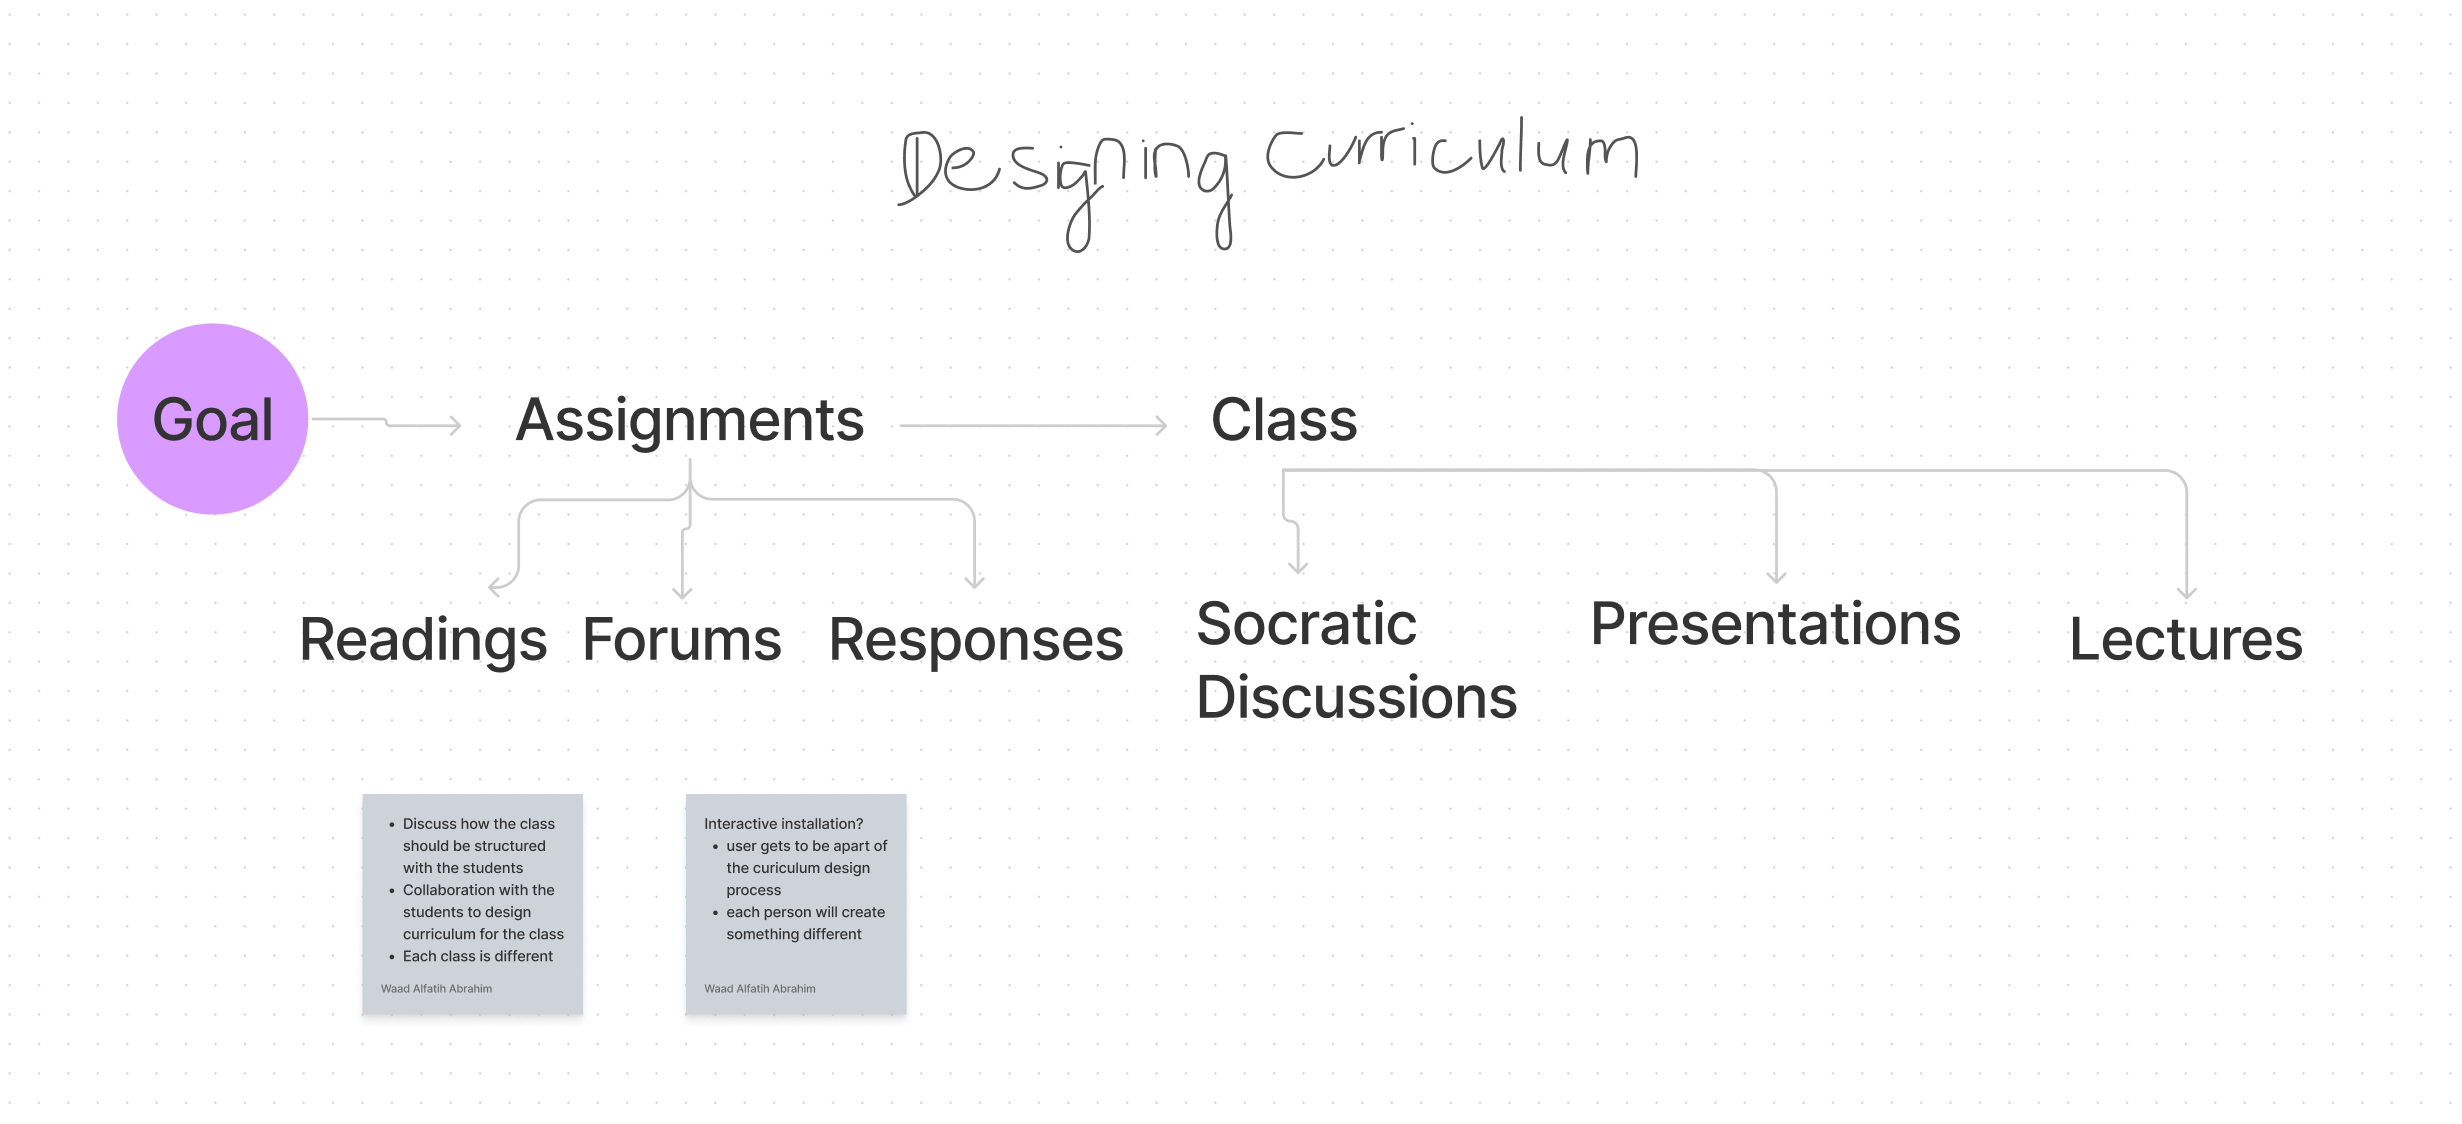 Designing Curriculum
Goal
Assignments
Class
Readings
Forums
Responses
Socratic
Discussions
Presentations
Lectures
• Discuss how the class
should be structured
with the students
• Collaboration with the
students to design
curriculum for the class
• Each class is different
Waad Alfatih Abrahim
Interactive installation?
• user gets to be apart of
the curiculum design
process
• each person will create
something different
Waad Alfatih Abrahim